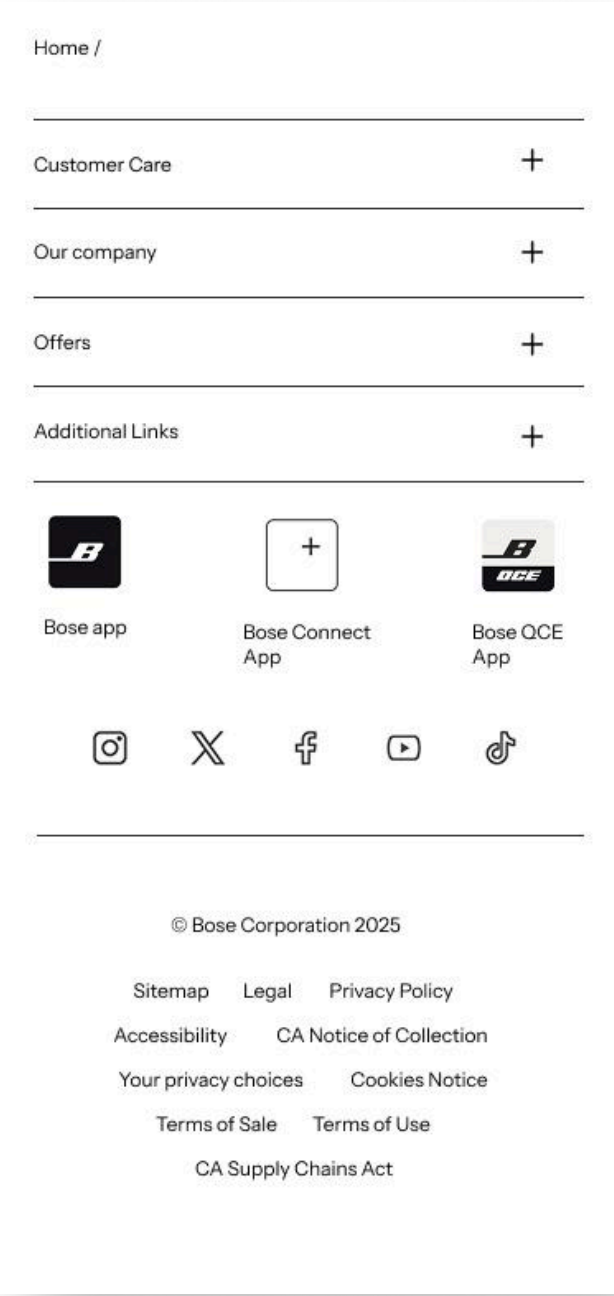 Home /
Customer Care
Our company
Offers
Additional Links
B
B
QCE
Bose app
Bose Connect
App
Bose QCE
App
© Bose Corporation 2025
Sitemap Legal Privacy Policy
Accessibility CA Notice of Collection
Your privacy choices Cookies Notice
Terms of Sale Terms of Use
CA Supply Chains Act